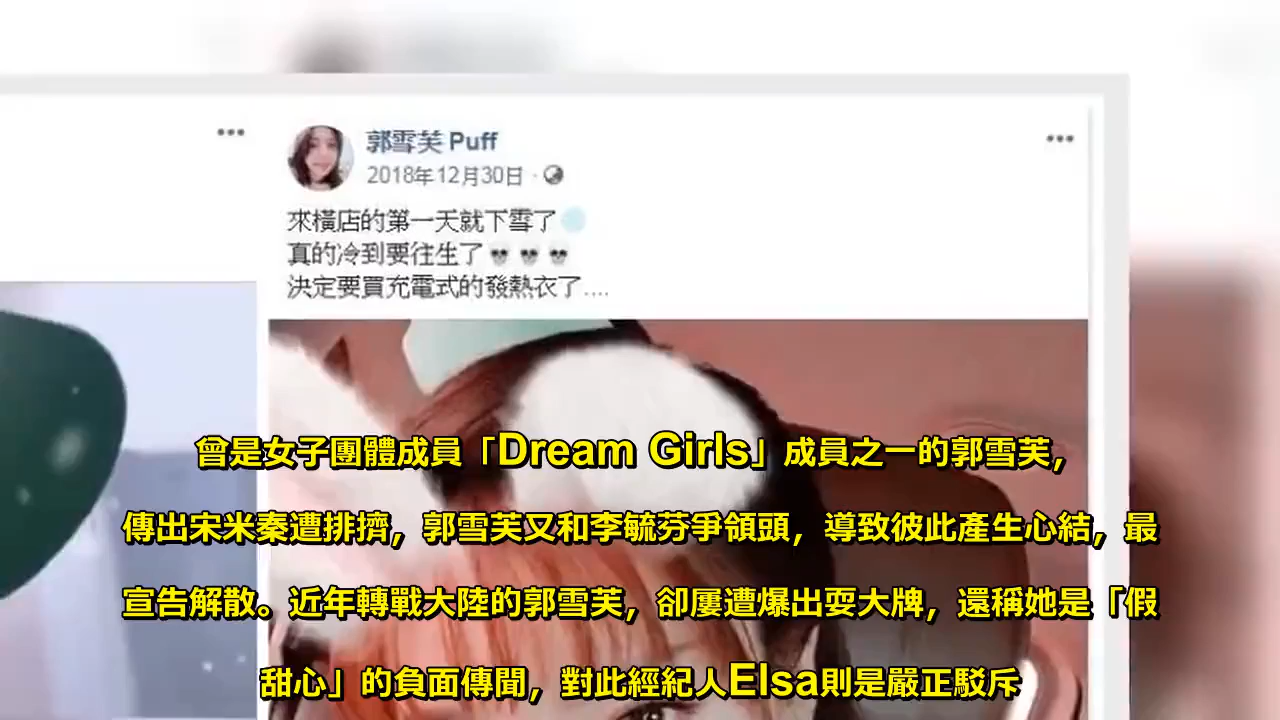 郭雪芙 Puff
2018年12月30日
來橫店的第一天就下雪了
真的冷到要往生了
決定要買充電式的發熱衣了....
曾是女子團體成員「Dream Girls」成員之一的郭雪芙,
傳出宋米秦遭排擠，郭雪芙又和李毓芬爭領頭，導致彼此產生心結，最
宣告解散。近年轉戰大陸的郭雪芙，卻屢遭爆出耍大牌，還稱她是「假
甜心」的負面傳聞，對此經紀人Elsa則是嚴正駁斥